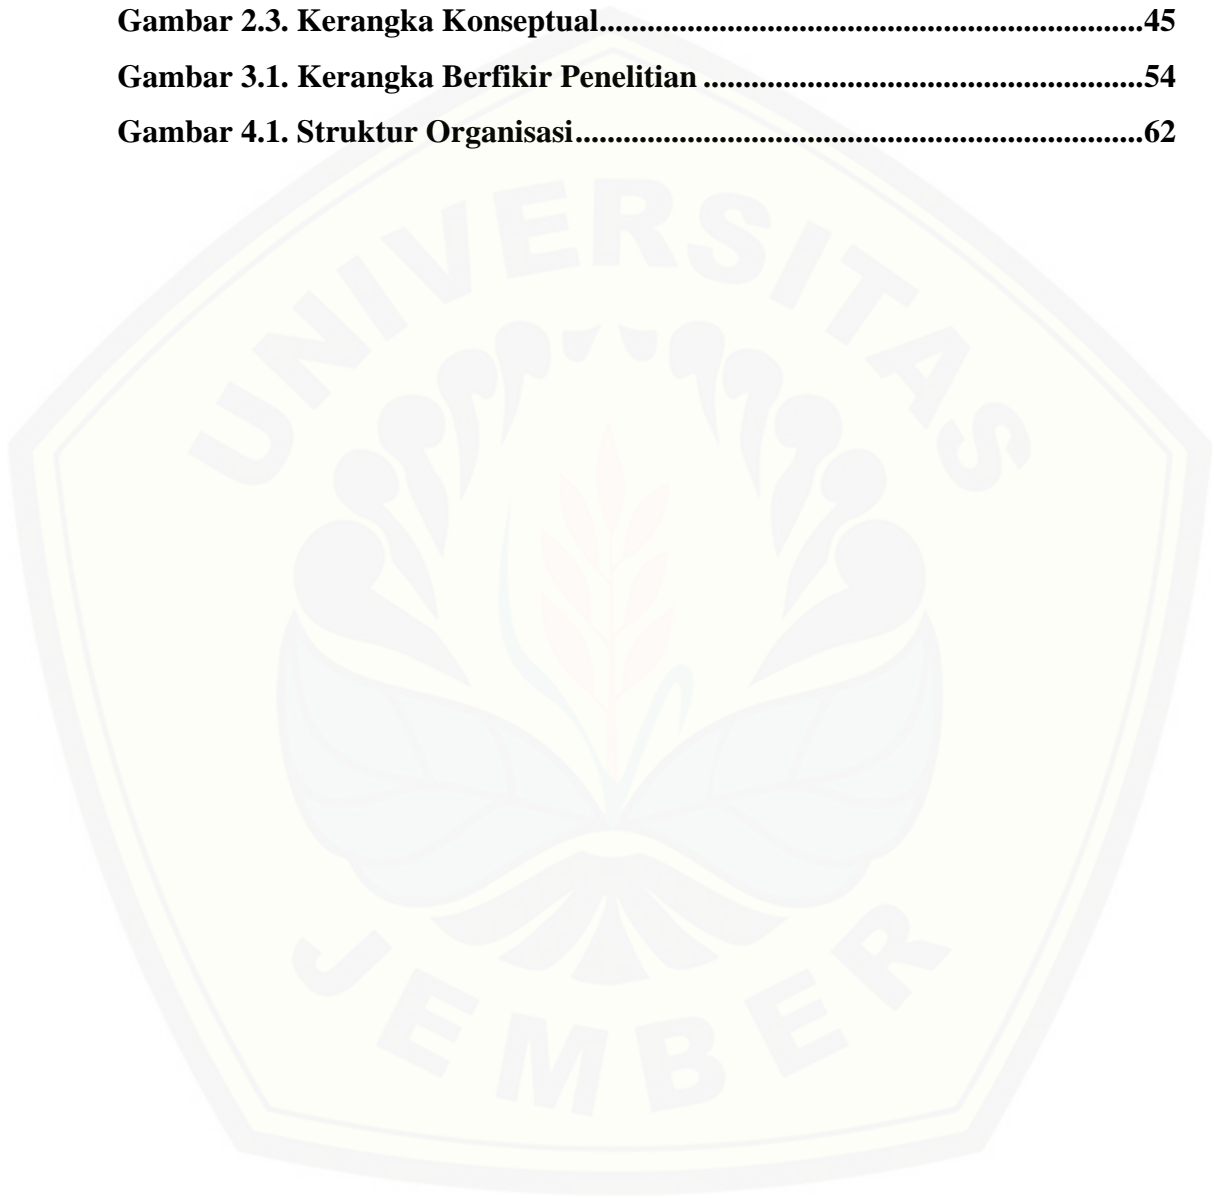 Gambar 2.3. Kerangka Konseptual....................................................................45
Gambar 3.1. Kerangka Berfikir Penelitian .......................................................54
Gambar 4.1. Struktur Organisasi.......................................................................62
UNIVERSITAS
JEMBER